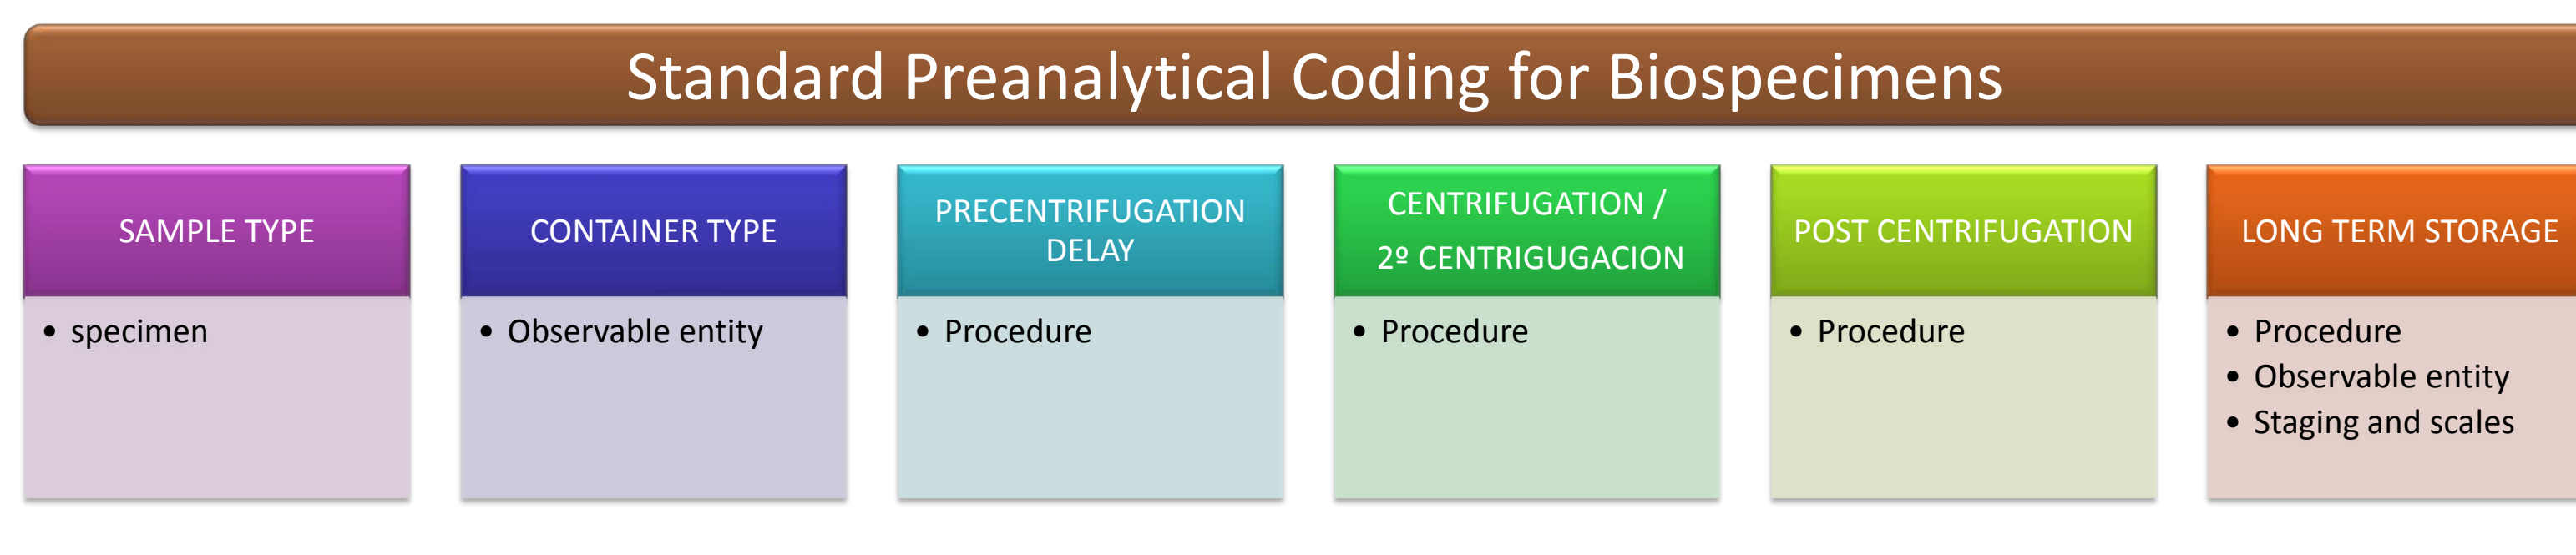 Standard Preanalytical Coding for Biospecimens
SAMPLE TYPE
• specimen
CONTAINER TYPE
• Observable entity
PRECENTRIFUGATION
DELAY
• Procedure
CENTRIFUGATION /
2º CENTRIGUGACION
• Procedure
POST CENTRIFUGATION
• Procedure
LONG TERM STORAGE
• Procedure
• Observable entity
• Staging and scales